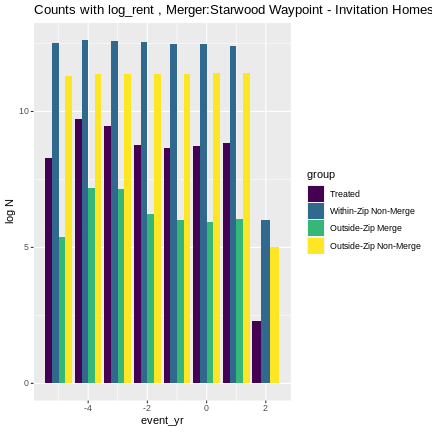 Counts with log_rent , Merger:Starwood Waypoint - Invitation Homes
log N
10
5
0
-4
-2
0
2
event_yr
group
Treated
Within-Zip Non-Merge
Outside-Zip Merge
Outside-Zip Non-Merge